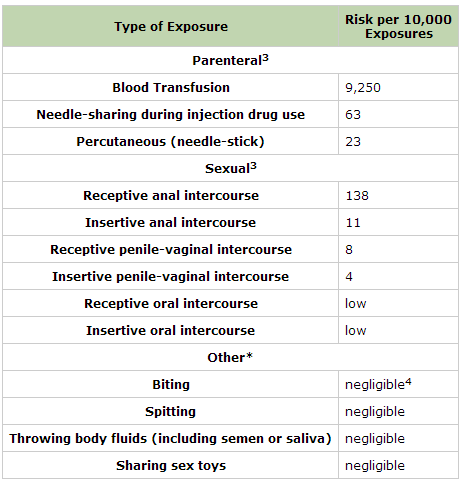 Type of Exposure Risk per 10,000
Exposures
Parenteral3
Blood Transfusion 9,250
Needle-sharing during injection drug use 63
Percutaneous (needle-stick) 23
Sexual3
Receptive anal intercourse 138
Insertive anal intercourse 11
Receptive penile-vaginal intercourse 8
Insertive penile-vaginal intercourse 4
Receptive oral intercourse low
Insertive oral intercourse low
Other*
Biting negligible4
Spitting negligible
Throwing body fluids (including semen or saliva) negligible
Sharing sex toys negligible